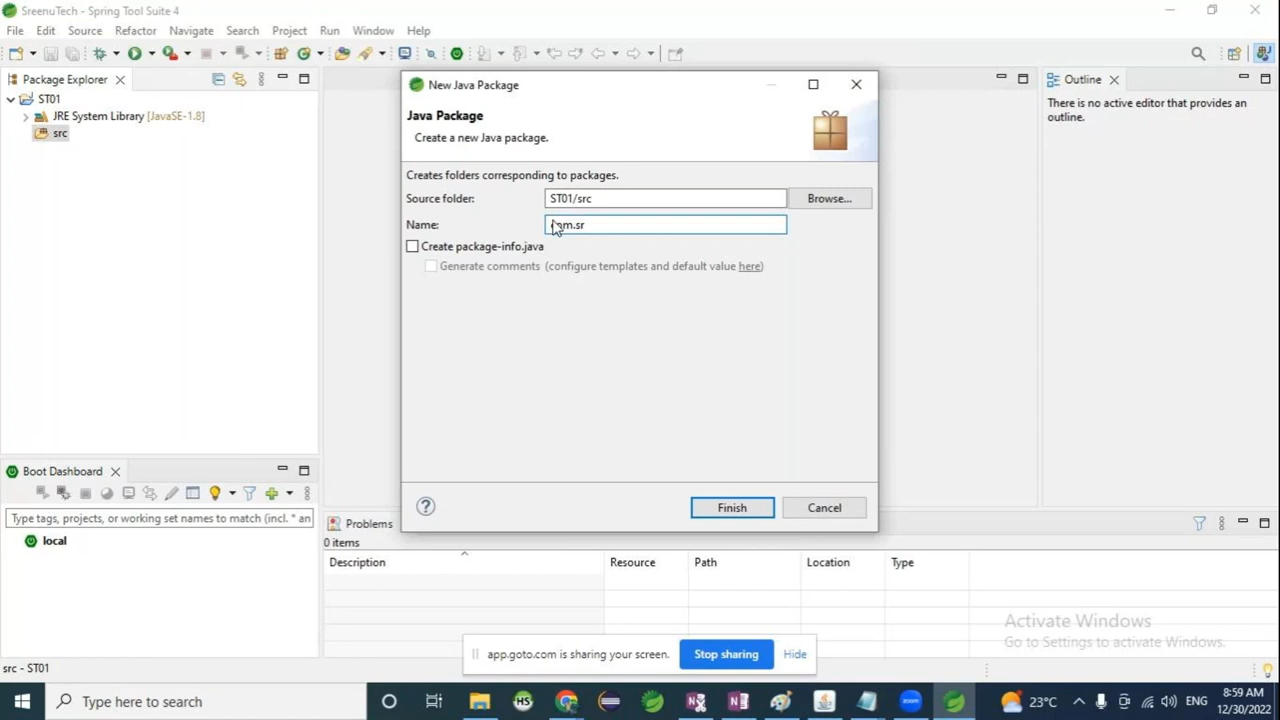 SreenuTech - Spring Tool Suite 4
File Edit Source Refactor Navigate Search Project Run Window Help
Package Explorer
ST01
JRE System Library [JavaSE-1.8]
src
New Java Package
Java Package
Create a new Java package.
Creates folders corresponding to packages.
Source folder: ST01/src Browse...
Name:
Create package-info.java
Generate comments (configure templates and default value here)
Finish Cancel
Outline
There is no active editor that provides an
outline.
Boot Dashboard
Type tags, projects, or working set names to match (incl. * an
local
Problems
0 items
Description Resource Path Location Type
Activate Windows
Go to Settings to activate Windows.
app.goto.com is sharing your screen. Stop sharing Hide
src - ST01
Type here to search
HS
zoom
23°C
ENG
8:59 AM
12/30/2022